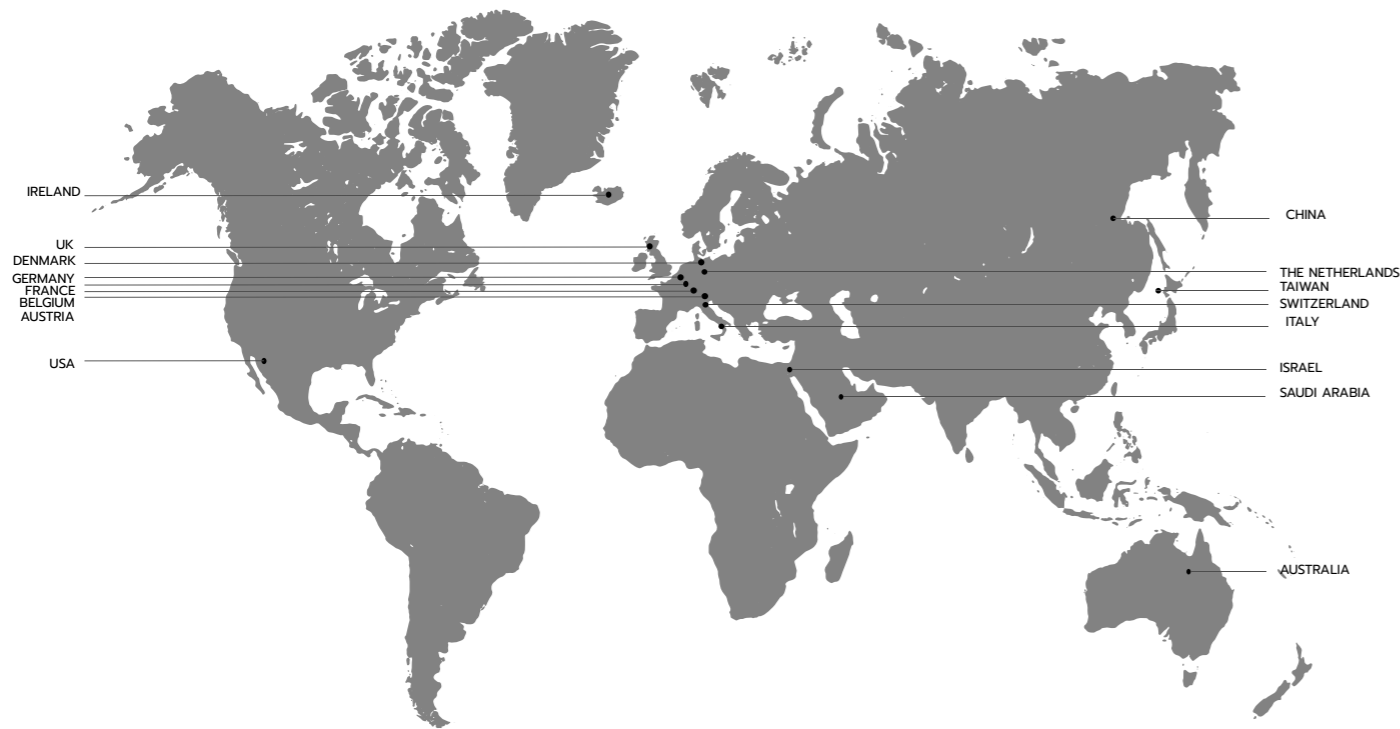 IRELAND
UK
DENMARK
GERMANY
FRANCE
BELGIUM
AUSTRIA
USA
CHINA
THE NETHERLANDS
TAIWAN
SWITZERLAND
ITALY
ISRAEL
SAUDI ARABIA
AUSTRALIA